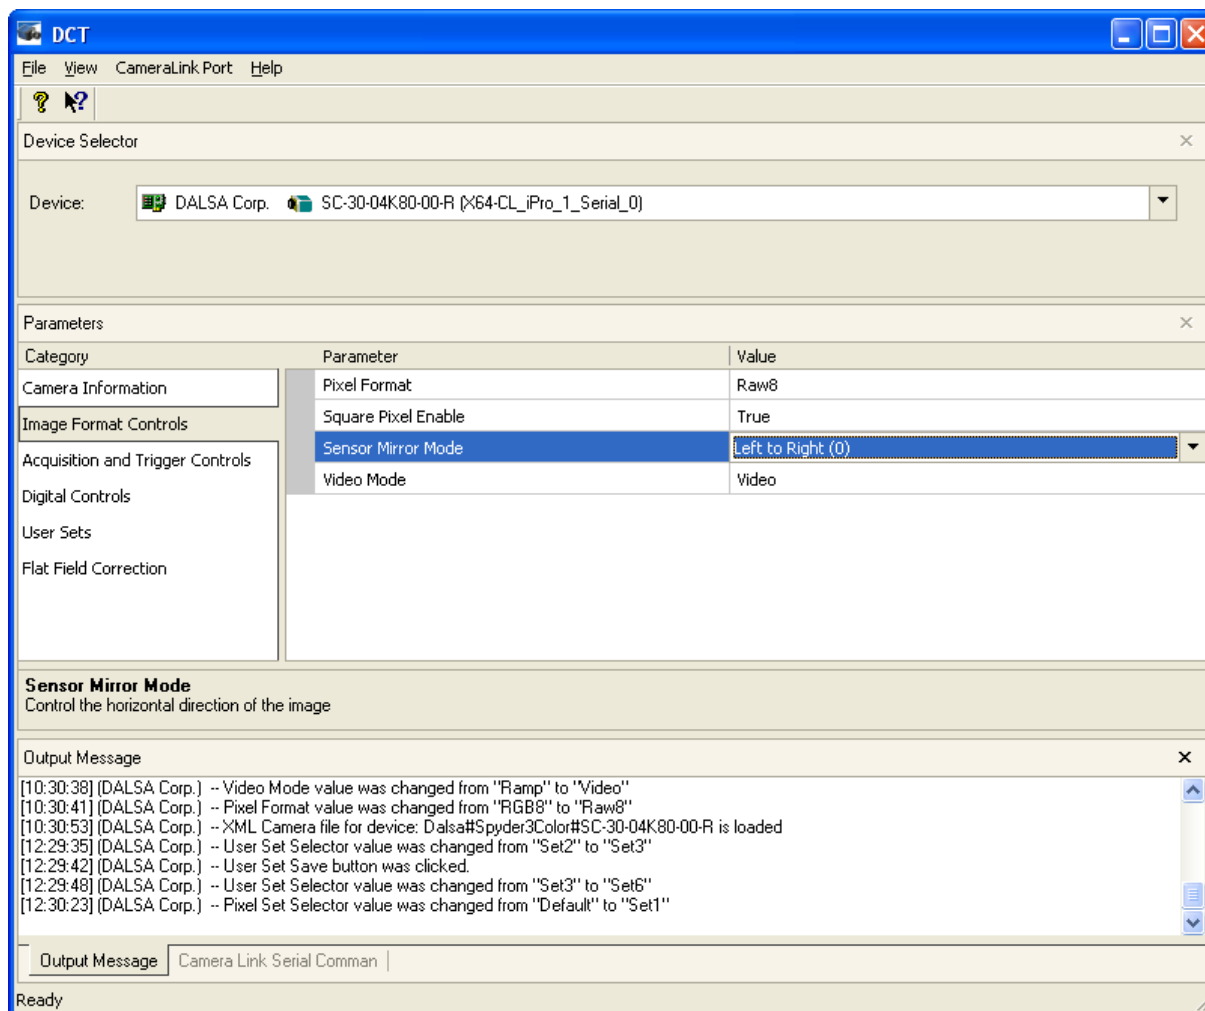 DCT
File View CameraLink Port Help
Device Selector
Device: DALSA Corp. SC-30-04K80-00-R (X64-CL_iPro_1_Serial_0)
Parameters
Category Parameter Value
Camera Information Pixel Format Raw8
Image Format Controls Square Pixel Enable True
Acquisition and Trigger Controls Sensor Mirror Mode Left to Right (0)
Digital Controls Video Mode Video
User Sets
Flat Field Correction
Sensor Mirror Mode
Control the horizontal direction of the image
Output Message
[10:30:38] (DALSA Corp.) -- Video Mode value was changed from "Ramp" to "Video"
[10:30:41] (DALSA Corp.) -- Pixel Format value was changed from "RGB8" to "Raw8"
[10:30:53] (DALSA Corp.) -- XML Camera file for device: Dalsa#Spyder3Color#SC-30-04K80-00-R is loaded
[12:29:35] (DALSA Corp.) -- User Set Selector value was changed from "Set2" to "Set3"
[12:29:42] (DALSA Corp.) -- User Set Save button was clicked.
[12:29:48] (DALSA Corp.) -- User Set Selector value was changed from "Set3" to "Set6"
[12:30:23] (DALSA Corp.) -- Pixel Set Selector value was changed from "Default" to "Set1"
Output Message Camera Link Serial Comman
Ready